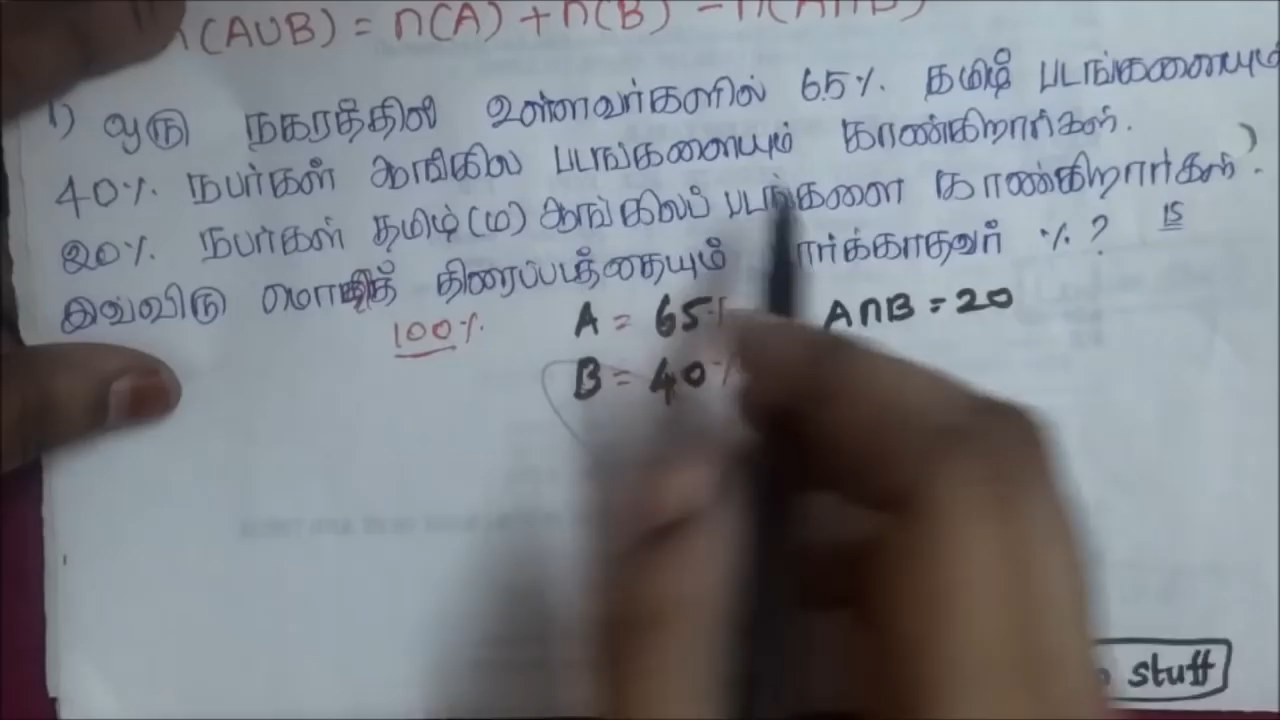 n(AUB) = n(A) + n(B) - n(A∩B)
1) ஒரு நகரத்தில் உள்ளவர்களில் 65% தமிழ் படங்களையும்
40% நபர்கள் ஆங்கில படங்களையும் காண்கிறார்கள்.
20% நபர்கள் தமிழ் (ம) ஆங்கிலப் படங்களை காண்கிறார்கள்.
இவ்விரு மொழித் திரைப்படத்தையும் பார்க்காதவர் % ? 15
100% A = 65% A∩B = 20
B = 40%
stuff